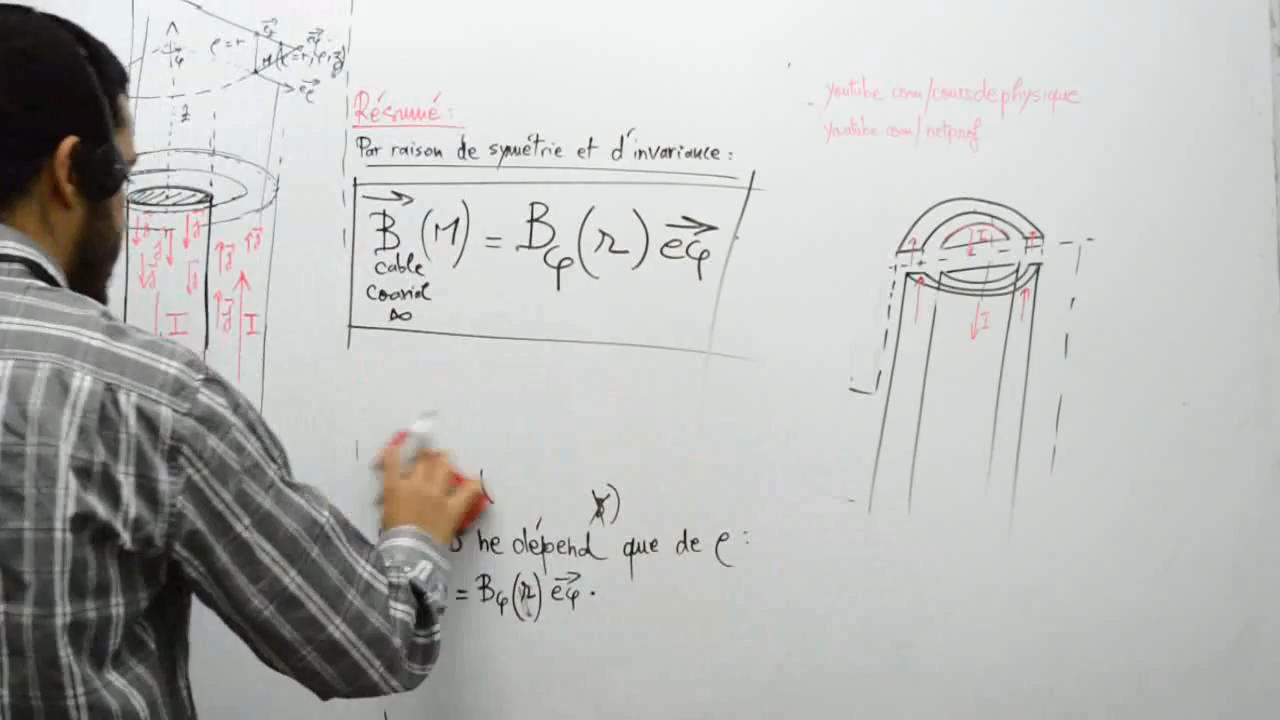 Résumé:
Par raison de symétrie et d'invariance :
B (M) = Bφ(r) eφ
cable
coaxial
∞
ne dépend que de ρ :
= Bφ(r) eφ .
youtube.com/coursdephysique
youtube.com/netprof
I
I
ρ=r
z
I
I